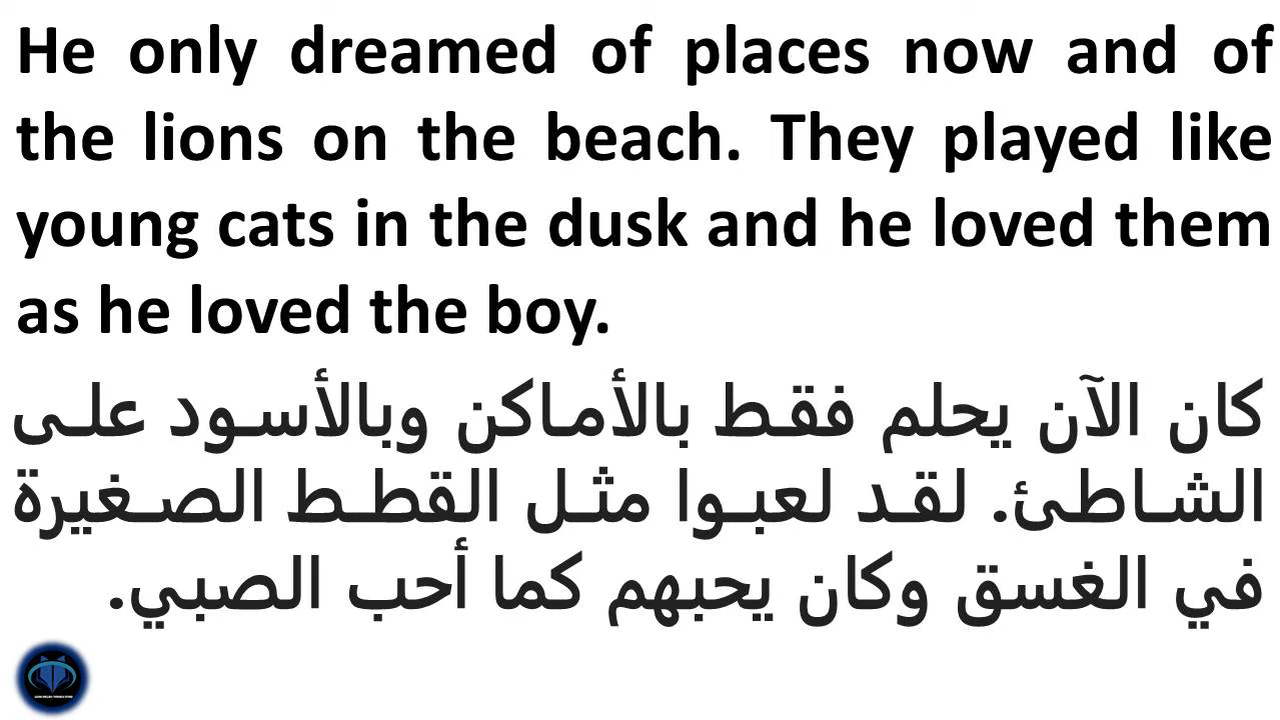 He only dreamed of places now and of
the lions on the beach. They played like
young cats in the dusk and he loved them
as he loved the boy.
كان الآن يحلم فقط بالأماكن وبالأسود على
الشاطئ. لقد لعبوا مثل القطط الصغيرة
في الغسق وكان يحبهم كما أحب الصبي.